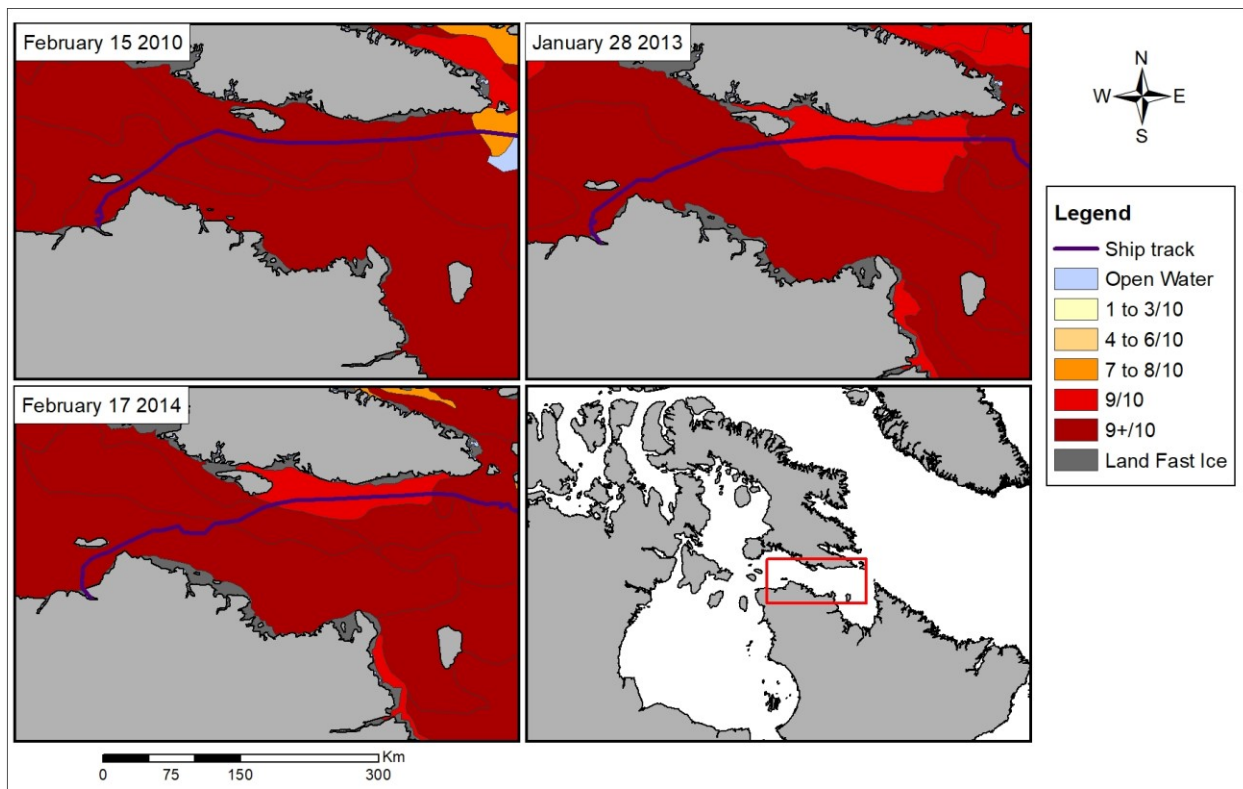 February 15 2010
January 28 2013
N
W E
S
Legend
Ship track
Open Water
1 to 3/10
4 to 6/10
7 to 8/10
9/10
9+/10
Land Fast Ice
February 17 2014
Km
0 75 150 300